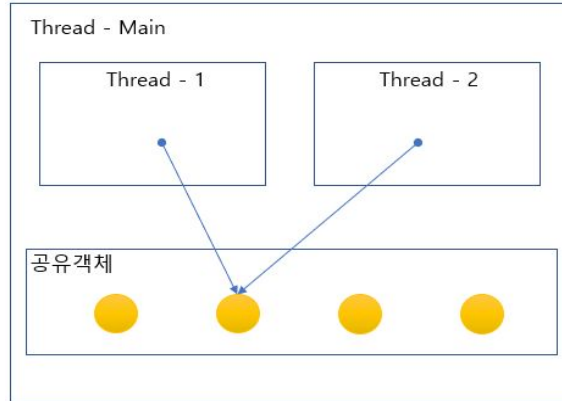 Thread - Main
Thread - 1
Thread - 2
공유객체